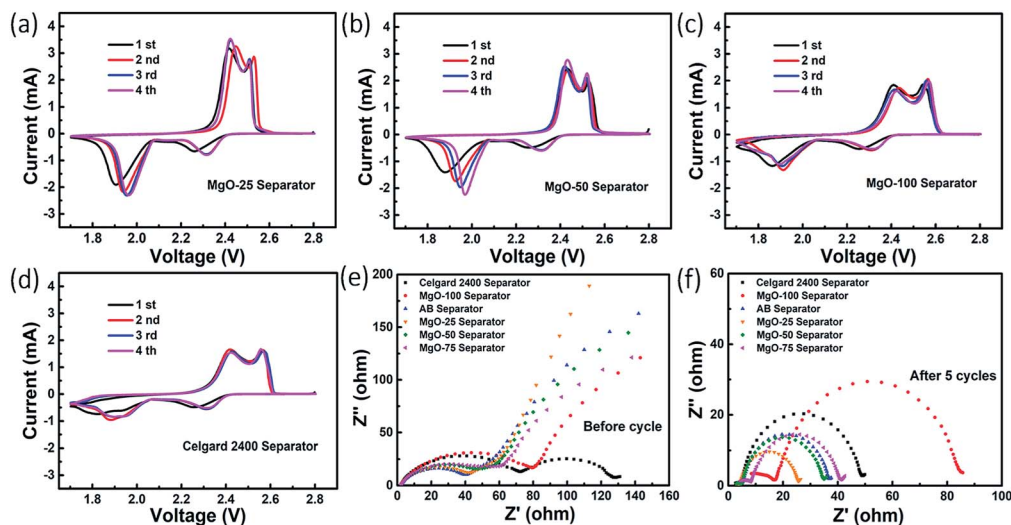 (a)
4
3
2
1
0
-1
-2
-3
Current (mA)
1 st
2 nd
3 rd
4 th
MgO-25 Separator
1.8 2.0 2.2 2.4 2.6 2.8
Voltage (V)
(b)
4
3
2
1
0
-1
-2
-3
Current (mA)
1 st
2 nd
3 rd
4 th
MgO-50 Separator
1.8 2.0 2.2 2.4 2.6 2.8
Voltage (V)
(c)
4
3
2
1
0
-1
-2
-3
Current (mA)
1 st
2 nd
3 rd
4 th
MgO-100 Separator
1.8 2.0 2.2 2.4 2.6 2.8
Voltage (V)
(d)
4
3
2
1
0
-1
-2
-3
Current (mA)
1 st
2 nd
3 rd
4 th
Celgard 2400 Separator
1.8 2.0 2.2 2.4 2.6 2.8
Voltage (V)
(e)
200
175
150
125
100
75
50
25
0
Z'' (ohm)
Celgard 2400 Separator
MgO-100 Separator
AB Separator
MgO-25 Separator
MgO-50 Separator
MgO-75 Separator
Before cycle
0 20 40 60 80 100 120 140 160
Z' (ohm)
(f)
60
40
20
0
Z'' (ohm)
Celgard 2400 Separator
MgO-100 Separator
AB Separator
MgO-25 Separator
MgO-50 Separator
MgO-75 Separator
After 5 cycles
0 20 40 60 80 100
Z' (ohm)